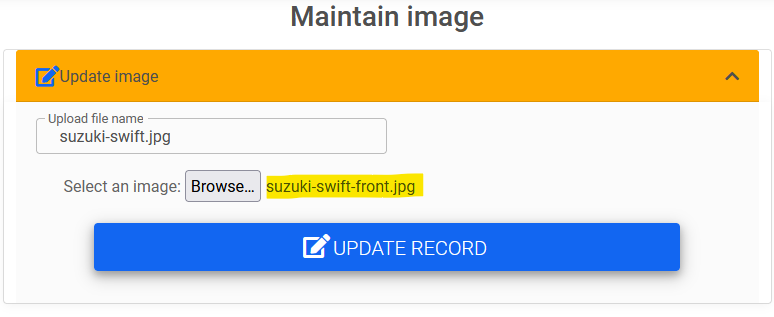 Maintain image
Update image
Upload file name
suzuki-swift.jpg
Select an image: Browse... suzuki-swift-front.jpg
UPDATE RECORD